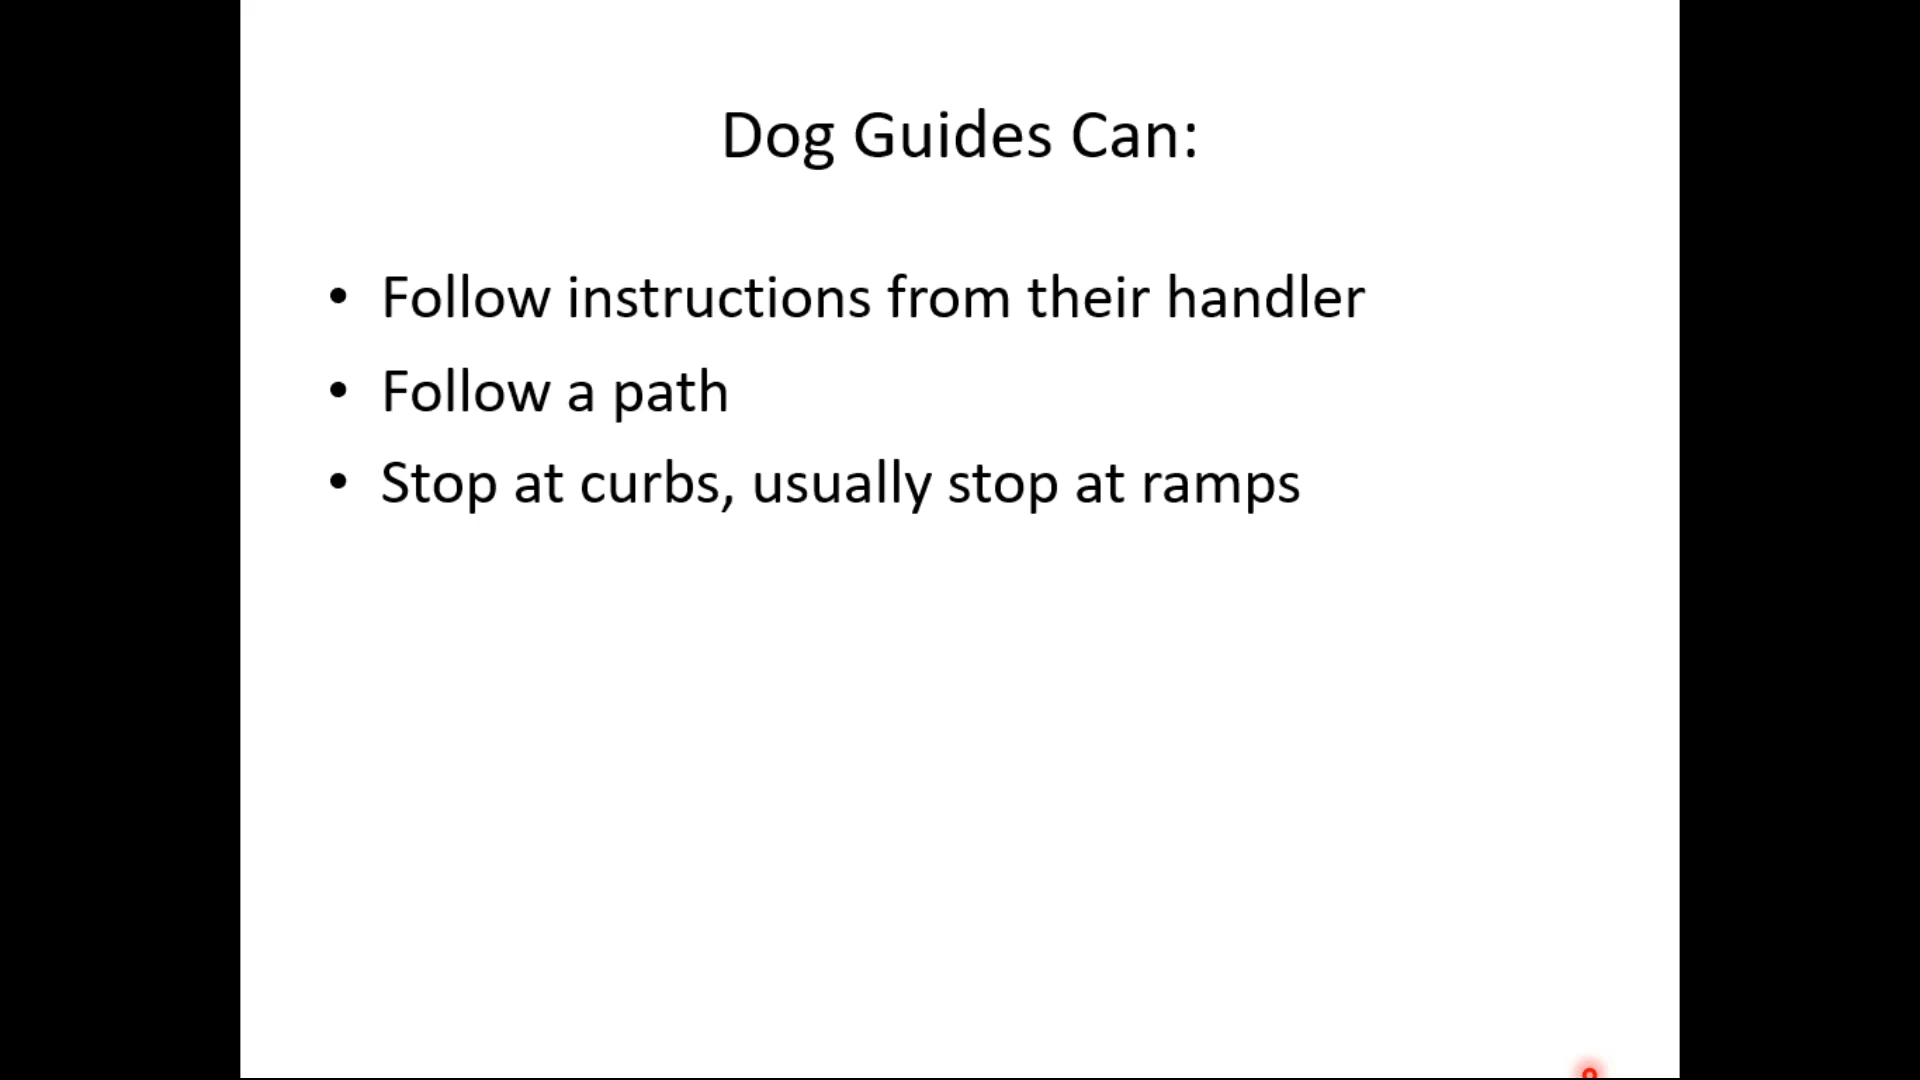 Dog Guides Can:
• Follow instructions from their handler
• Follow a path
• Stop at curbs, usually stop at ramps